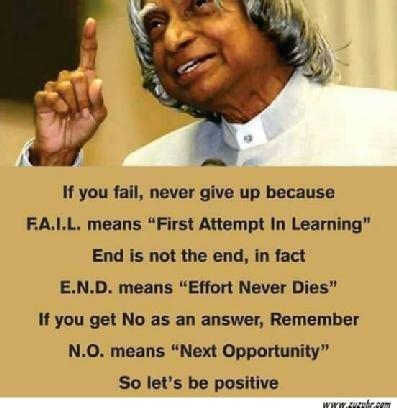 If you fail, never give up because
F.A.I.L. means “First Attempt In Learning”
End is not the end, in fact
E.N.D. means “Effort Never Dies”
If you get No as an answer, Remember
N.O. means “Next Opportunity”
So let's be positive
www.zuzuhr.com